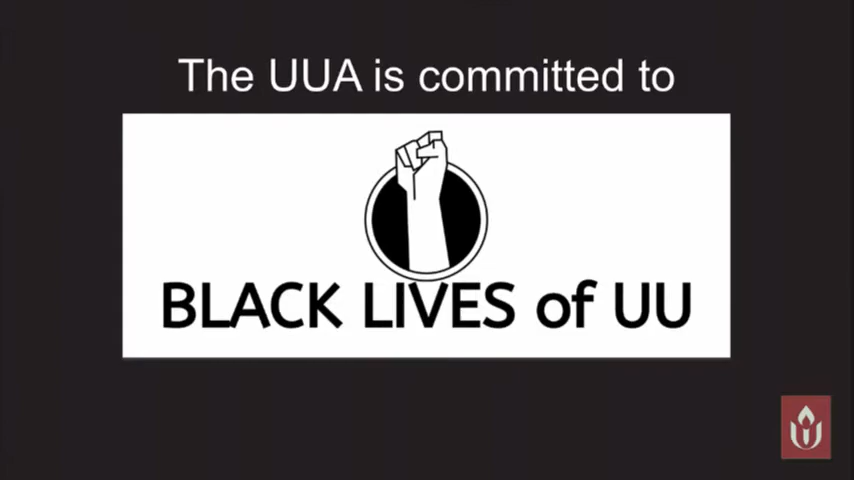 The UUA is committed to
BLACK LIVES of UU